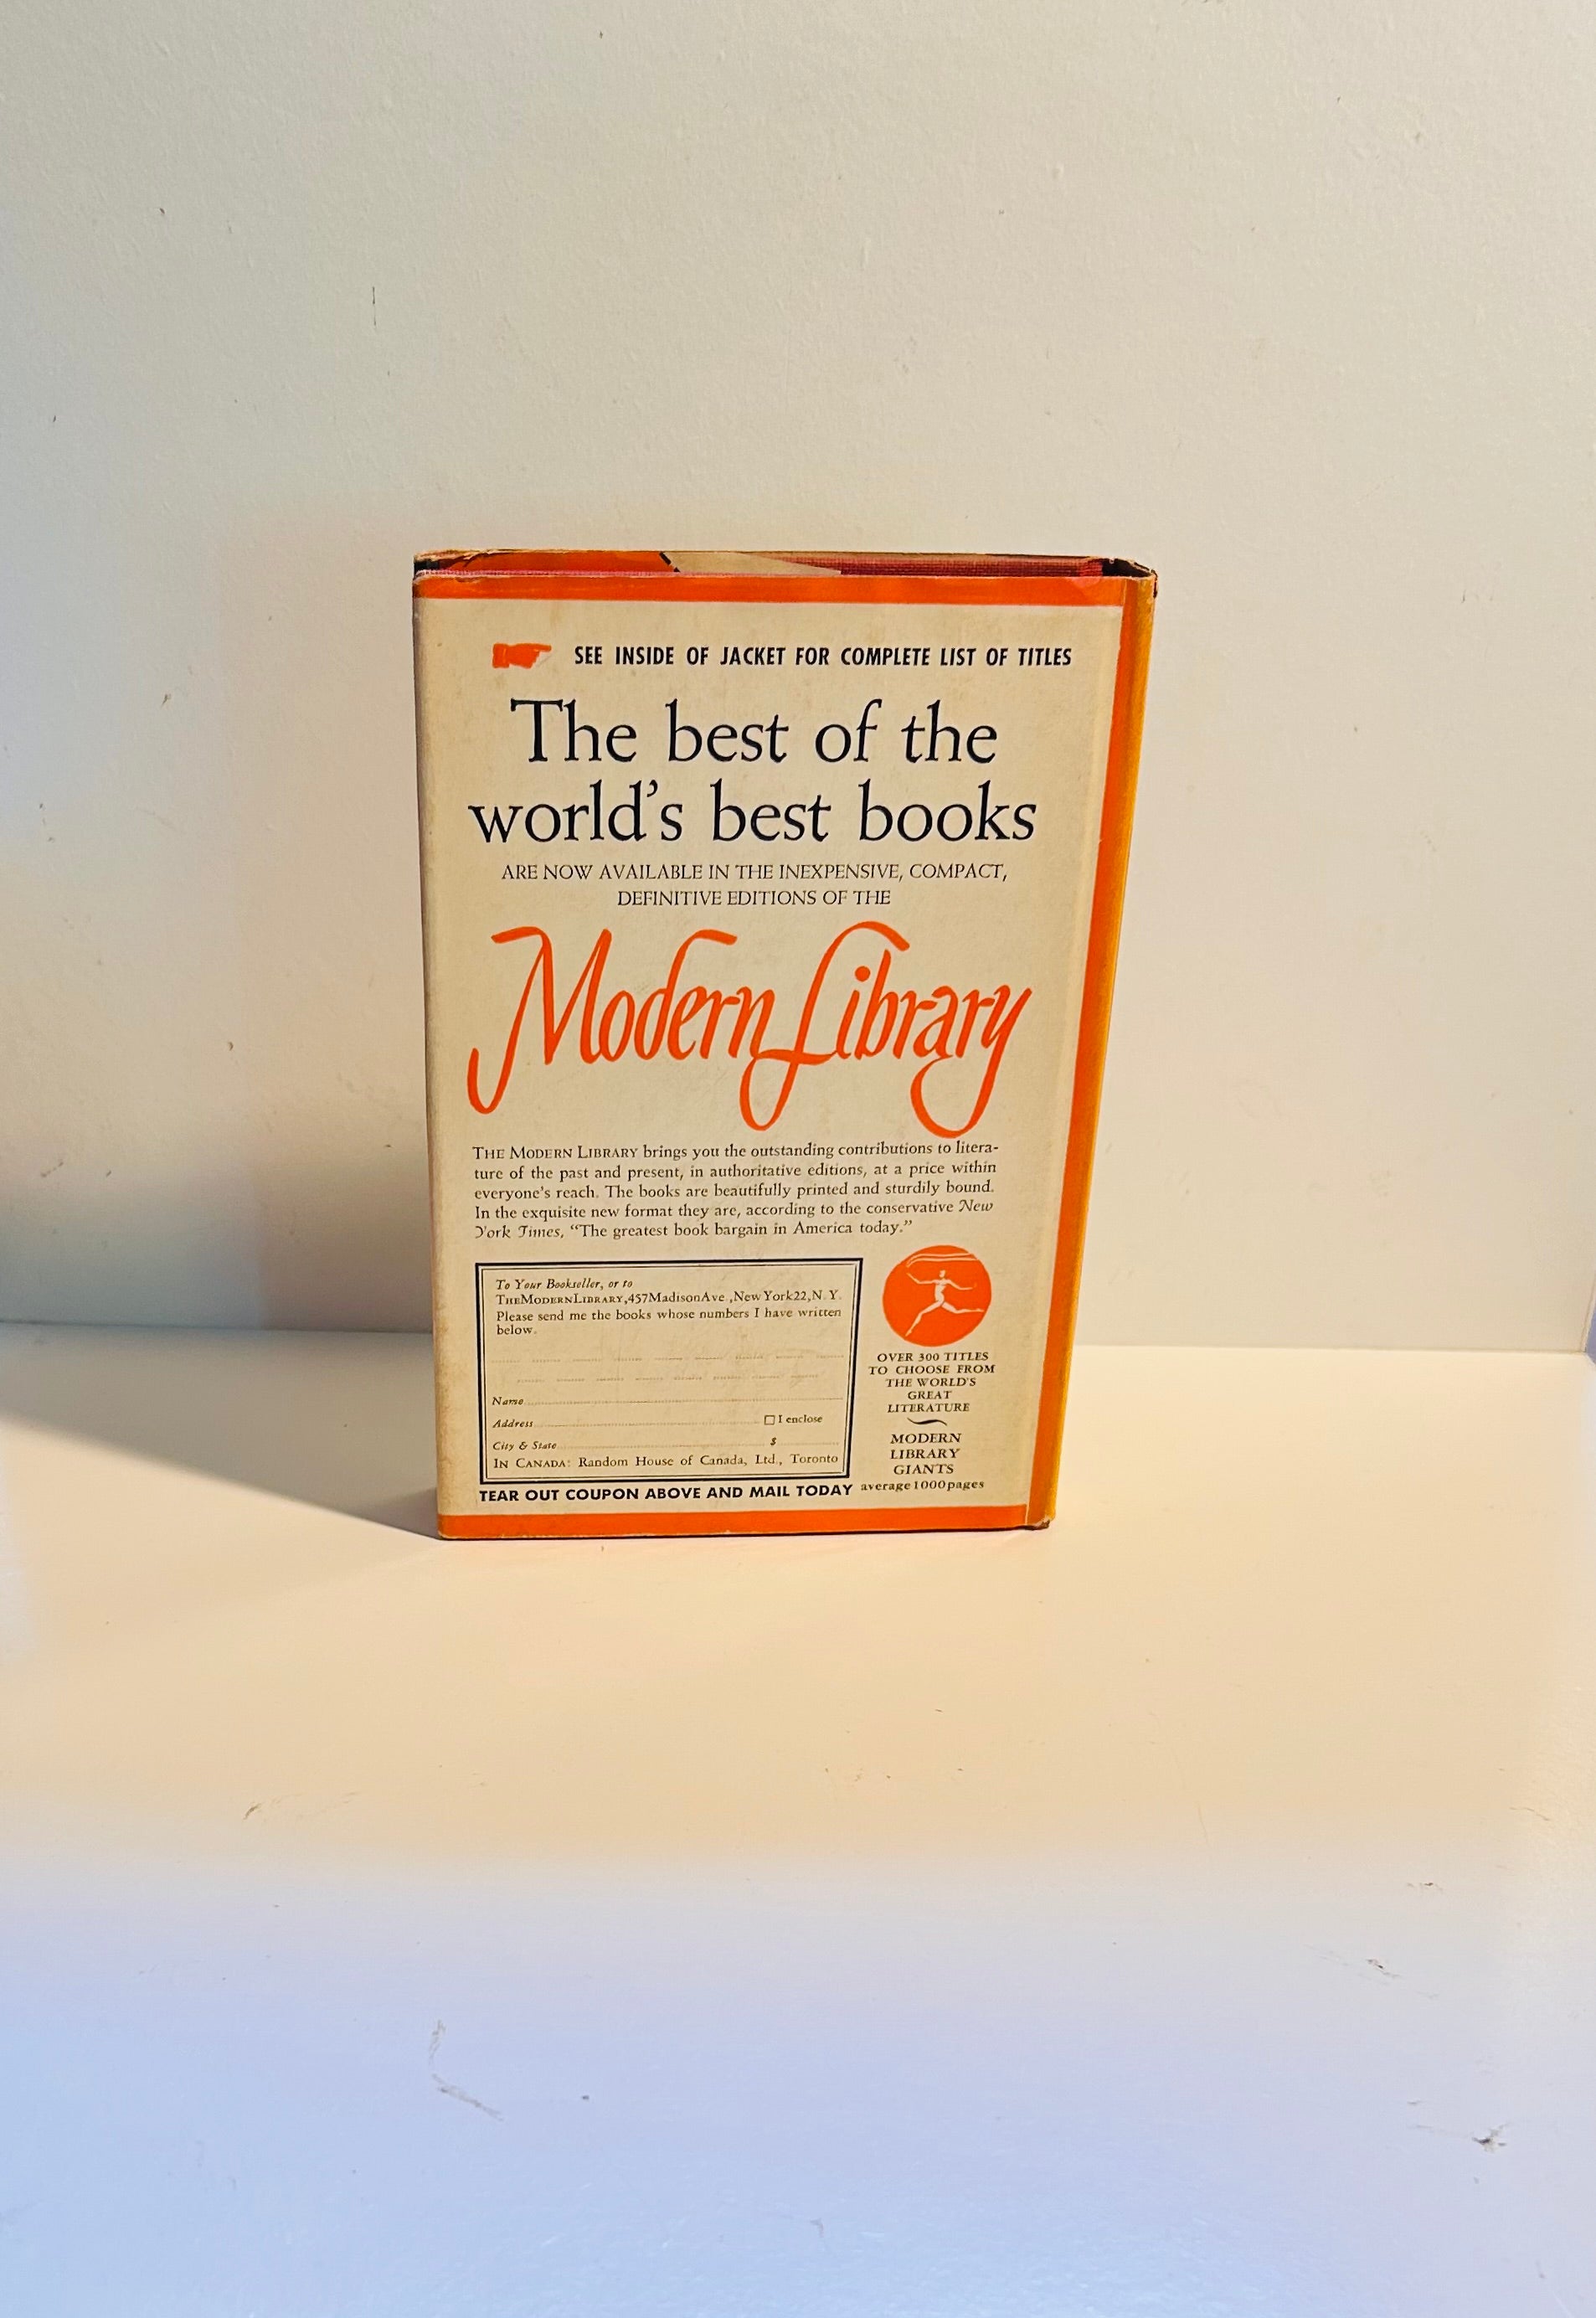 SEE INSIDE OF JACKET FOR COMPLETE LIST OF TITLES
The best of the
world's best books
ARE NOW AVAILABLE IN THE INEXPENSIVE, COMPACT,
DEFINITIVE EDITIONS OF THE
Modern Library
THE MODERN LIBRARY brings you the outstanding contributions to litera-
ture of the past and present, in authoritative editions, at a price within
everyone's reach. The books are beautifully printed and sturdily bound.
In the exquisite new format they are, according to the conservative New
York Times, “The greatest book bargain in America today.”
To Your Bookseller, or to
THE MODERN LIBRARY, 457 Madison Ave., New York 22, N. Y.
Please send me the books whose numbers I have written
below.
Name
Address
I enclose
City & State
$
IN CANADA: Random House of Canada, Ltd., Toronto
TEAR OUT COUPON ABOVE AND MAIL TODAY
OVER 300 TITLES
TO CHOOSE FROM
THE WORLD'S
GREAT
LITERATURE
MODERN
LIBRARY
GIANTS
average 1000 pages